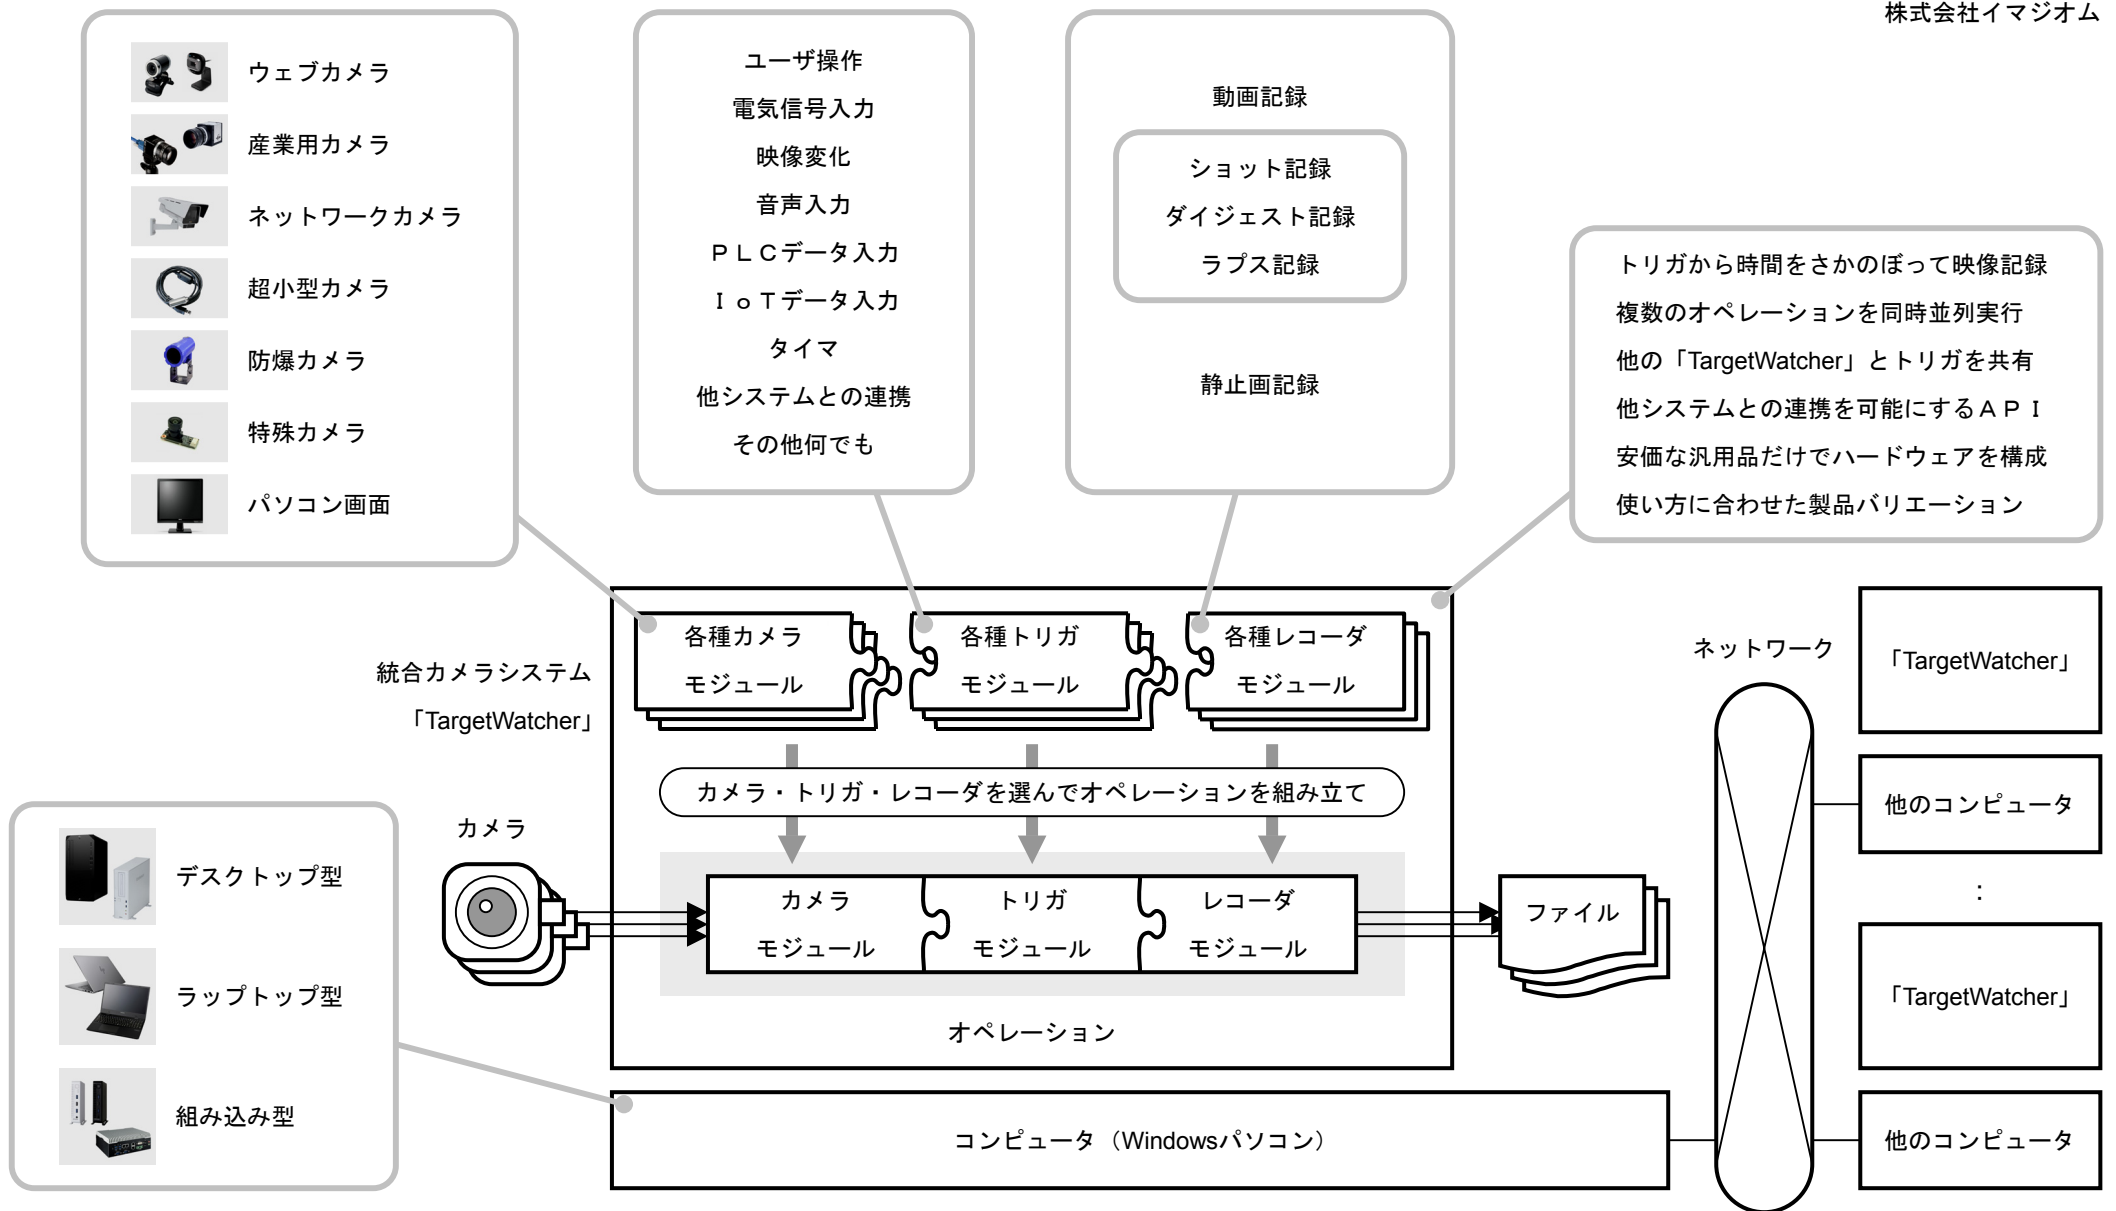 株式会社イマジオム
ウェブカメラ
産業用カメラ
ネットワークカメラ
超小型カメラ
防爆カメラ
特殊カメラ
パソコン画面
ユーザ操作
電気信号入力
映像変化
音声入力
ＰＬＣデータ入力
ＩｏＴデータ入力
タイマ
他システムとの連携
その他何でも
動画記録
ショット記録
ダイジェスト記録
ラプス記録
静止画記録
トリガから時間をさかのぼって映像記録
複数のオペレーションを同時並列実行
他の「TargetWatcher」とトリガを共有
他システムとの連携を可能にするＡＰＩ
安価な汎用品だけでハードウェアを構成
使い方に合わせた製品バリエーション
統合カメラシステム
「TargetWatcher」
各種カメラ
モジュール
各種トリガ
モジュール
各種レコーダ
モジュール
カメラ・トリガ・レコーダを選んでオペレーションを組み立て
カメラ
カメラ
モジュール
トリガ
モジュール
レコーダ
モジュール
オペレーション
ファイル
ネットワーク
「TargetWatcher」
他のコンピュータ
：
「TargetWatcher」
他のコンピュータ
デスクトップ型
ラップトップ型
組み込み型
コンピュータ（Windowsパソコン）